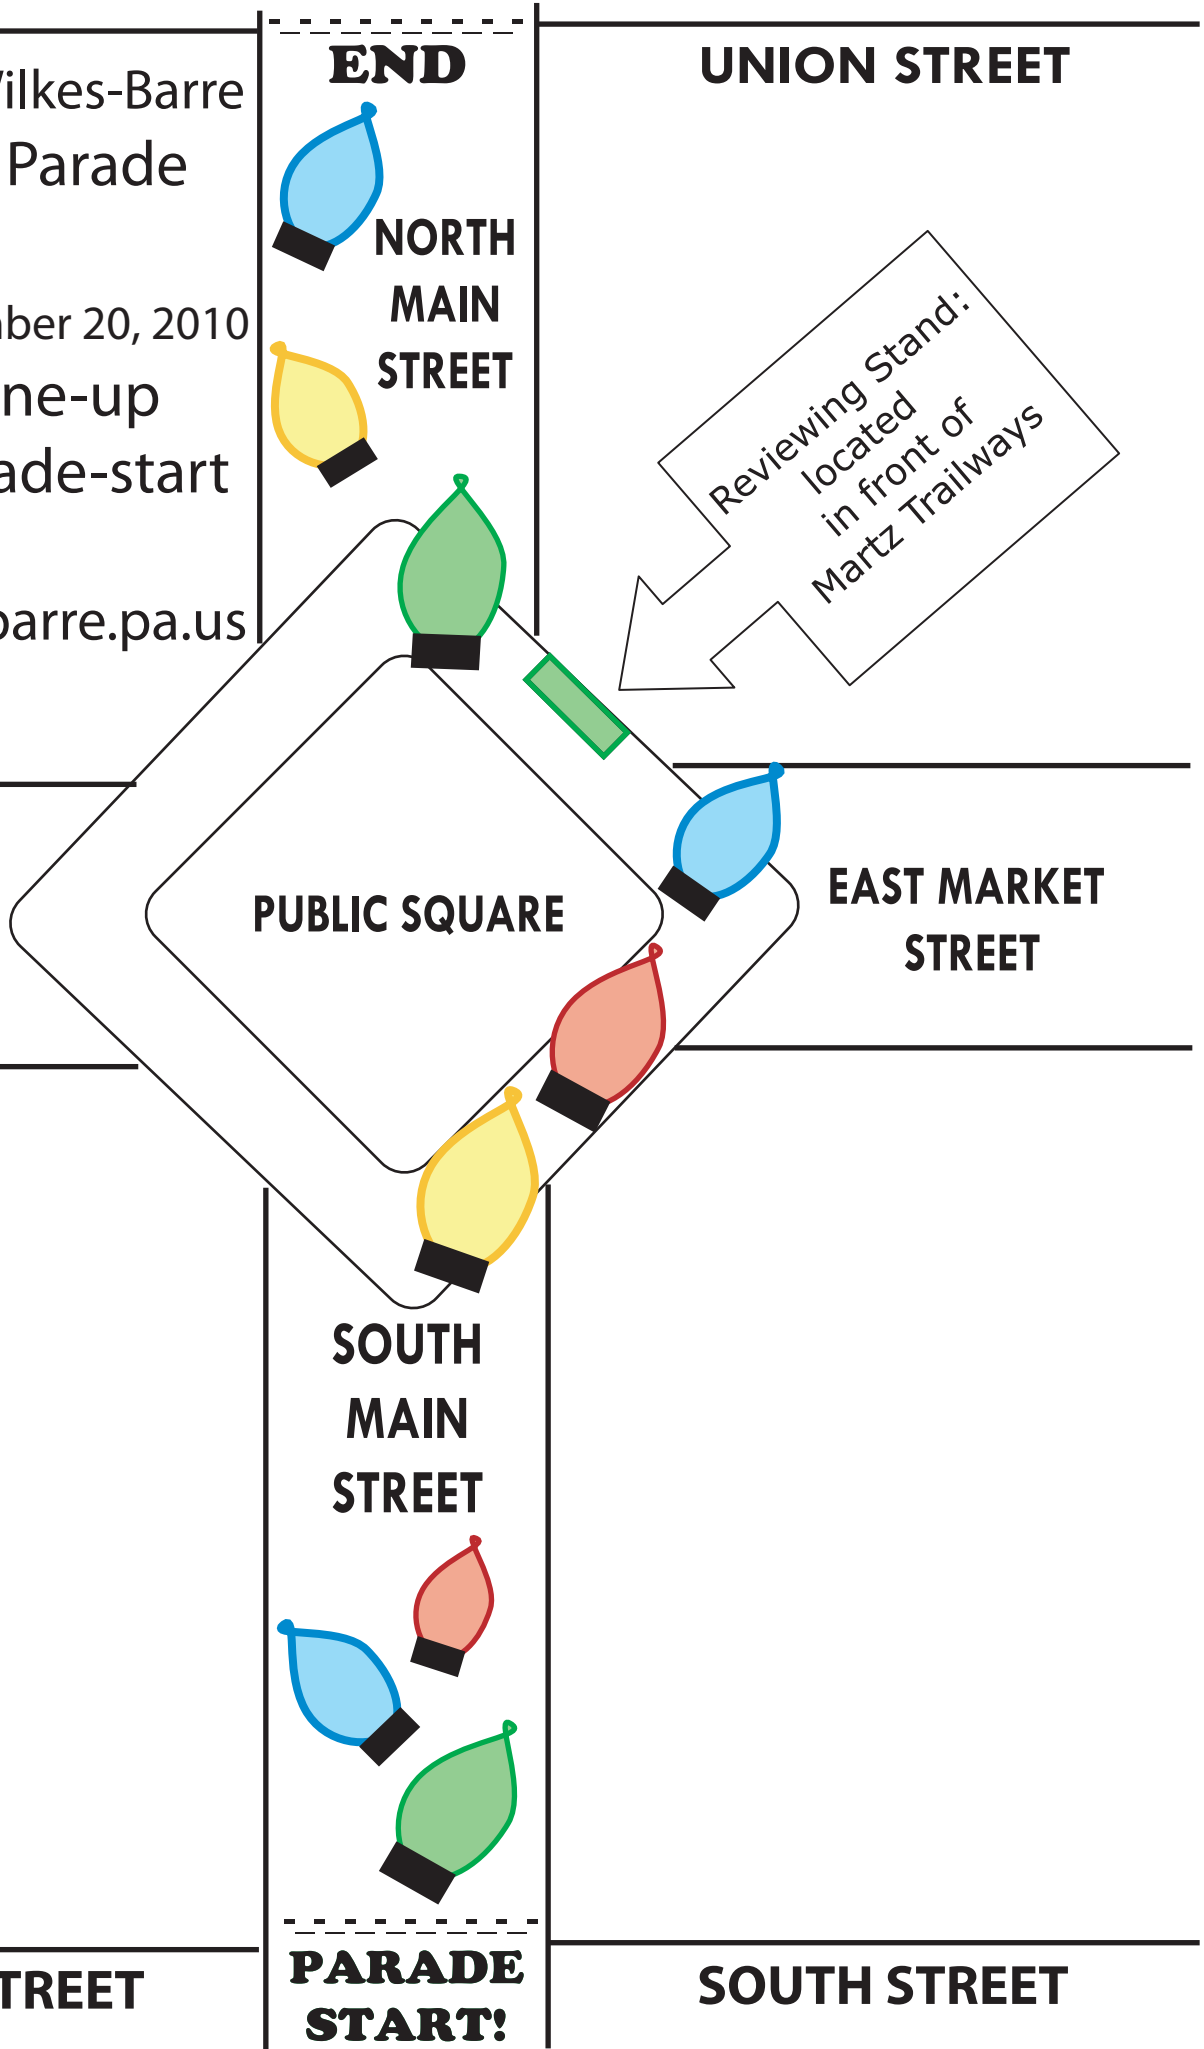 END
UNION STREET
Wilkes-Barre
Parade
NORTH
MAIN
STREET
ber 20, 2010
ne-up
ade-start
barre.pa.us
Reviewing Stand:
located
in front of
Martz Trailways
PUBLIC SQUARE
EAST MARKET
STREET
SOUTH
MAIN
STREET
PARADE
START!
TREET
SOUTH STREET